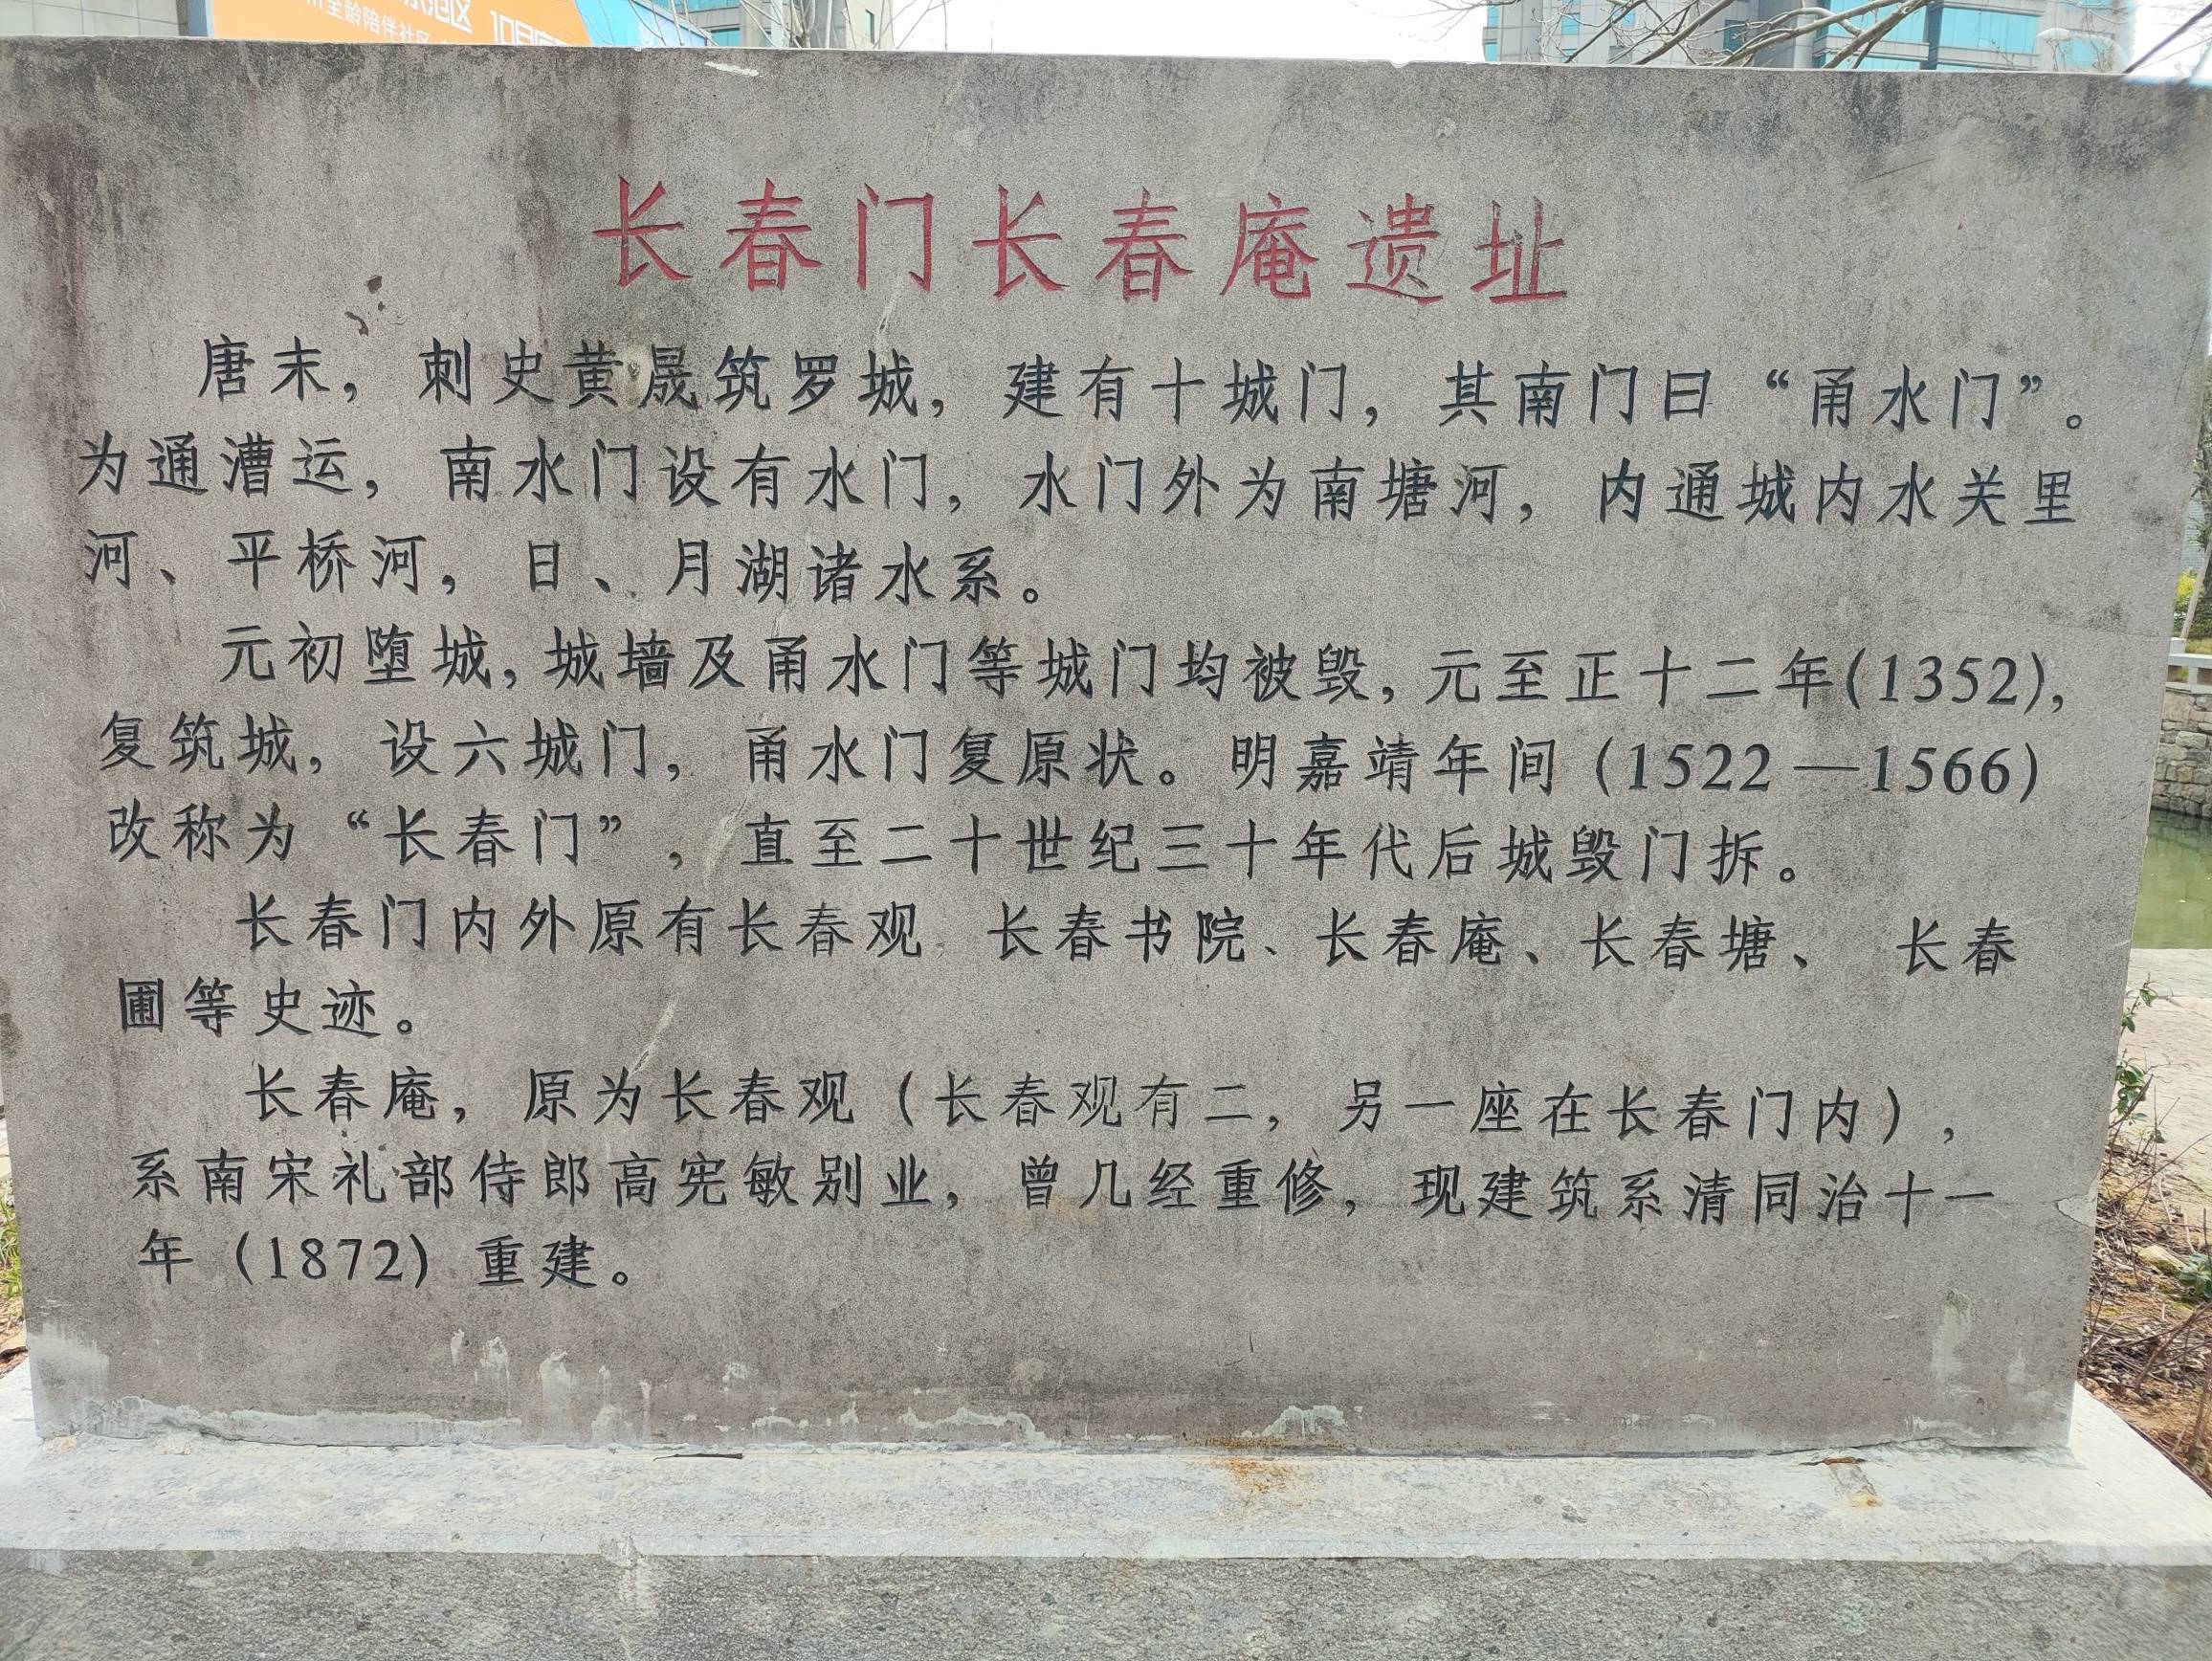 全龄陪伴社区
长春门长春庵遗址
唐末，刺史黄晟筑罗城，建有十城门，其南门曰“甬水门”。
为通漕运，南水门设有水门，水门外为南塘河，内通城内水关里
河、平桥河，日、月湖诸水系。
元初堕城，城墙及甬水门等城门均被毁，元至正十二年(1352)，
复筑城，设六城门，甬水门复原状。明嘉靖年间(1522—1566)
改称为“长春门”，直至二十世纪三十年代后城毁门拆。
长春门内外原有长春观 长春书院、长春庵、长春塘、 长春
圃等史迹。
长春庵，原为长春观(长春观有二，另一座在长春门内)，
系南宋礼部侍郎高宪敏别业，曾几经重修，现建筑系清同治十一
年(1872)重建。